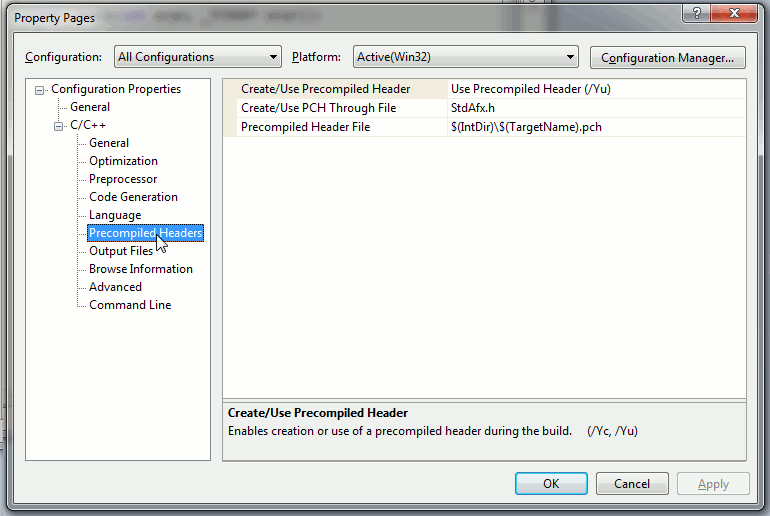 Property Pages
Configuration: All Configurations Platform: Active(Win32) Configuration Manager...
Configuration Properties
General
C/C++
General
Optimization
Preprocessor
Code Generation
Language
Precompiled Headers
Output Files
Browse Information
Advanced
Command Line
Create/Use Precompiled Header Use Precompiled Header (/Yu)
Create/Use PCH Through File StdAfx.h
Precompiled Header File $(IntDir)\$(TargetName).pch
Create/Use Precompiled Header
Enables creation or use of a precompiled header during the build. (/Yc, /Yu)
OK Cancel Apply